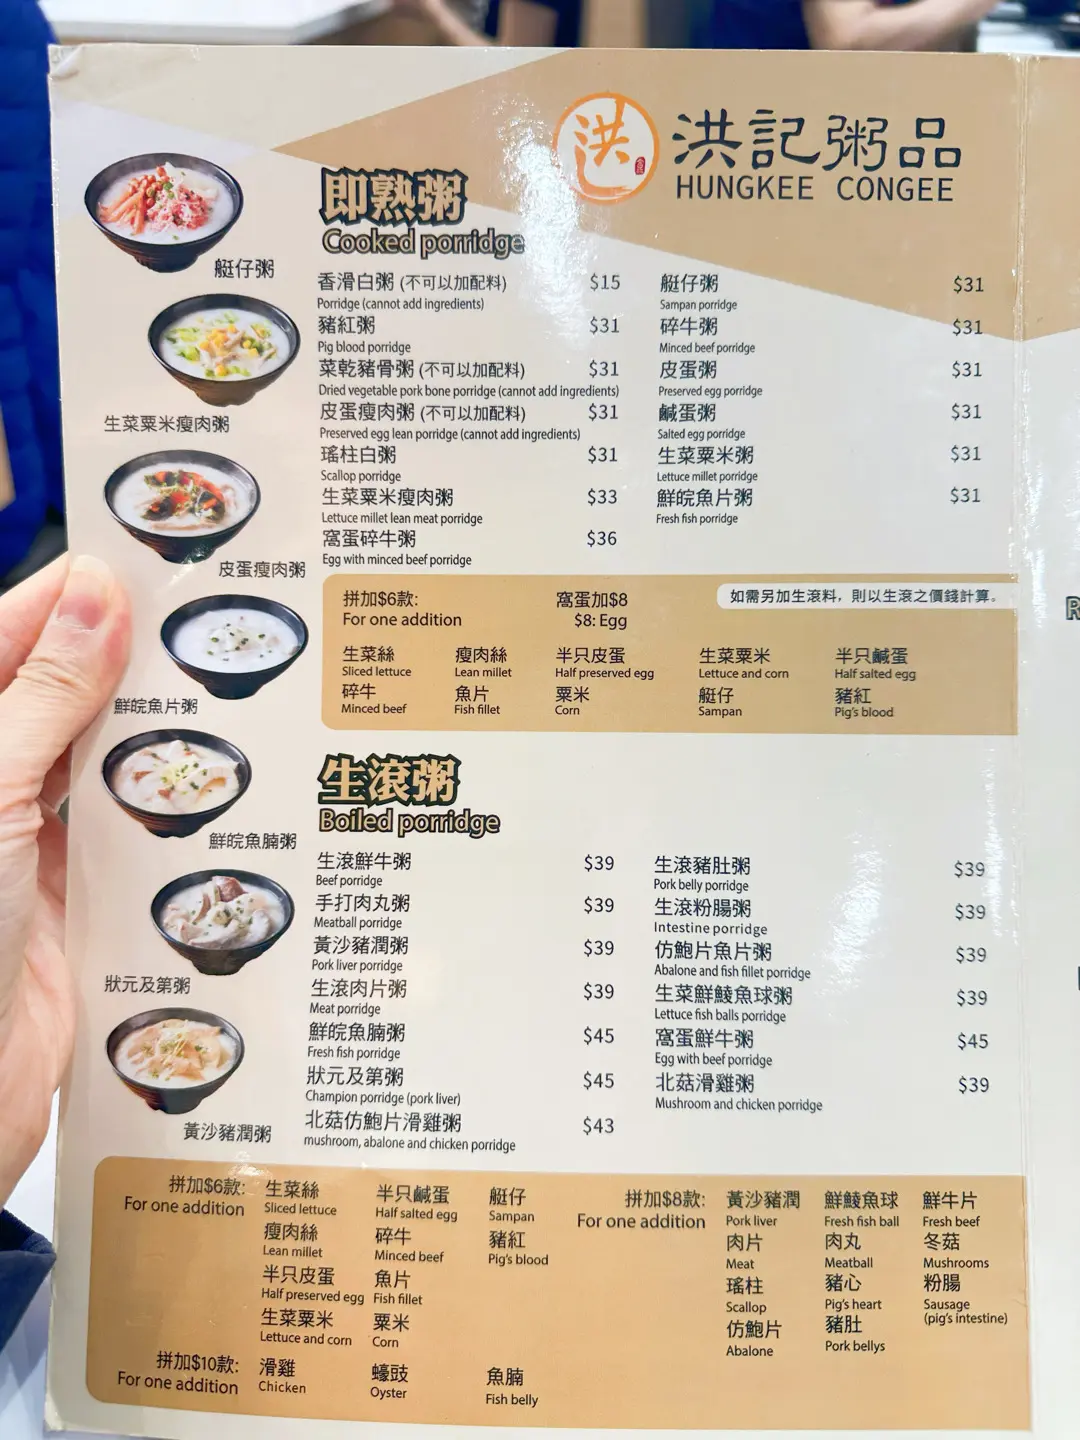 洪
洪記粥品
HUNGKEE CONGEE
艇仔粥
生菜粟米瘦肉粥
皮蛋瘦肉粥
鮮皖魚片粥
鮮皖魚腩粥
狀元及第粥
黃沙豬潤粥
即熟粥
Cooked porridge
香滑白粥 (不可以加配料) $15
Porridge (cannot add ingredients)
豬紅粥 $31
Pig blood porridge
菜乾豬骨粥 (不可以加配料) $31
Dried vegetable pork bone porridge (cannot add ingredients)
皮蛋瘦肉粥 (不可以加配料) $31
Preserved egg lean porridge (cannot add ingredients)
瑤柱白粥 $31
Scallop porridge
生菜粟米瘦肉粥 $33
Lettuce millet lean meat porridge
窩蛋碎牛粥 $36
Egg with minced beef porridge
艇仔粥 $31
Sampan porridge
碎牛粥 $31
Minced beef porridge
皮蛋粥 $31
Preserved egg porridge
鹹蛋粥 $31
Salted egg porridge
生菜粟米粥 $31
Lettuce millet porridge
鮮皖魚片粥 $31
Fresh fish porridge
拼加$6款: 窩蛋加$8 如需另加生滾料，則以生滾之價錢計算。
For one addition $8: Egg
生菜絲 瘦肉絲 半只皮蛋 生菜粟米 半只鹹蛋
Sliced lettuce Lean millet Half preserved egg Lettuce and corn Half salted egg
碎牛 魚片 粟米 艇仔 豬紅
Minced beef Fish fillet Corn Sampan Pig's blood
生滾粥
Boiled porridge
生滾鮮牛粥 $39
Beef porridge
手打肉丸粥 $39
Meatball porridge
黃沙豬潤粥 $39
Pork liver porridge
生滾肉片粥 $39
Meat porridge
鮮皖魚腩粥 $45
Fresh fish porridge
狀元及第粥 $45
Champion porridge (pork liver)
北菇仿鮑片滑雞粥 $43
mushroom, abalone and chicken porridge
生滾豬肚粥 $39
Pork belly porridge
生滾粉腸粥 $39
Intestine porridge
仿鮑片魚片粥 $39
Abalone and fish fillet porridge
生菜鮮鯪魚球粥 $39
Lettuce fish balls porridge
窩蛋鮮牛粥 $45
Egg with beef porridge
北菇滑雞粥 $39
Mushroom and chicken porridge
拼加$6款: 生菜絲 半只鹹蛋 艇仔
For one addition Sliced lettuce Half salted egg Sampan
瘦肉絲 碎牛 豬紅
Lean millet Minced beef Pig's blood
半只皮蛋 魚片
Half preserved egg Fish fillet
生菜粟米 粟米
Lettuce and corn Corn
拼加$10款: 滑雞 蠔豉 魚腩
For one addition Chicken Oyster Fish belly
拼加$8款: 黃沙豬潤 鮮鯪魚球 鮮牛片
For one addition Pork liver Fresh fish ball Fresh beef
肉片 肉丸 冬菇
Meat Meatball Mushrooms
瑤柱 豬心 粉腸
Scallop Pig's heart Sausage
(pig's intestine)
仿鮑片 豬肚
Abalone Pork bellys